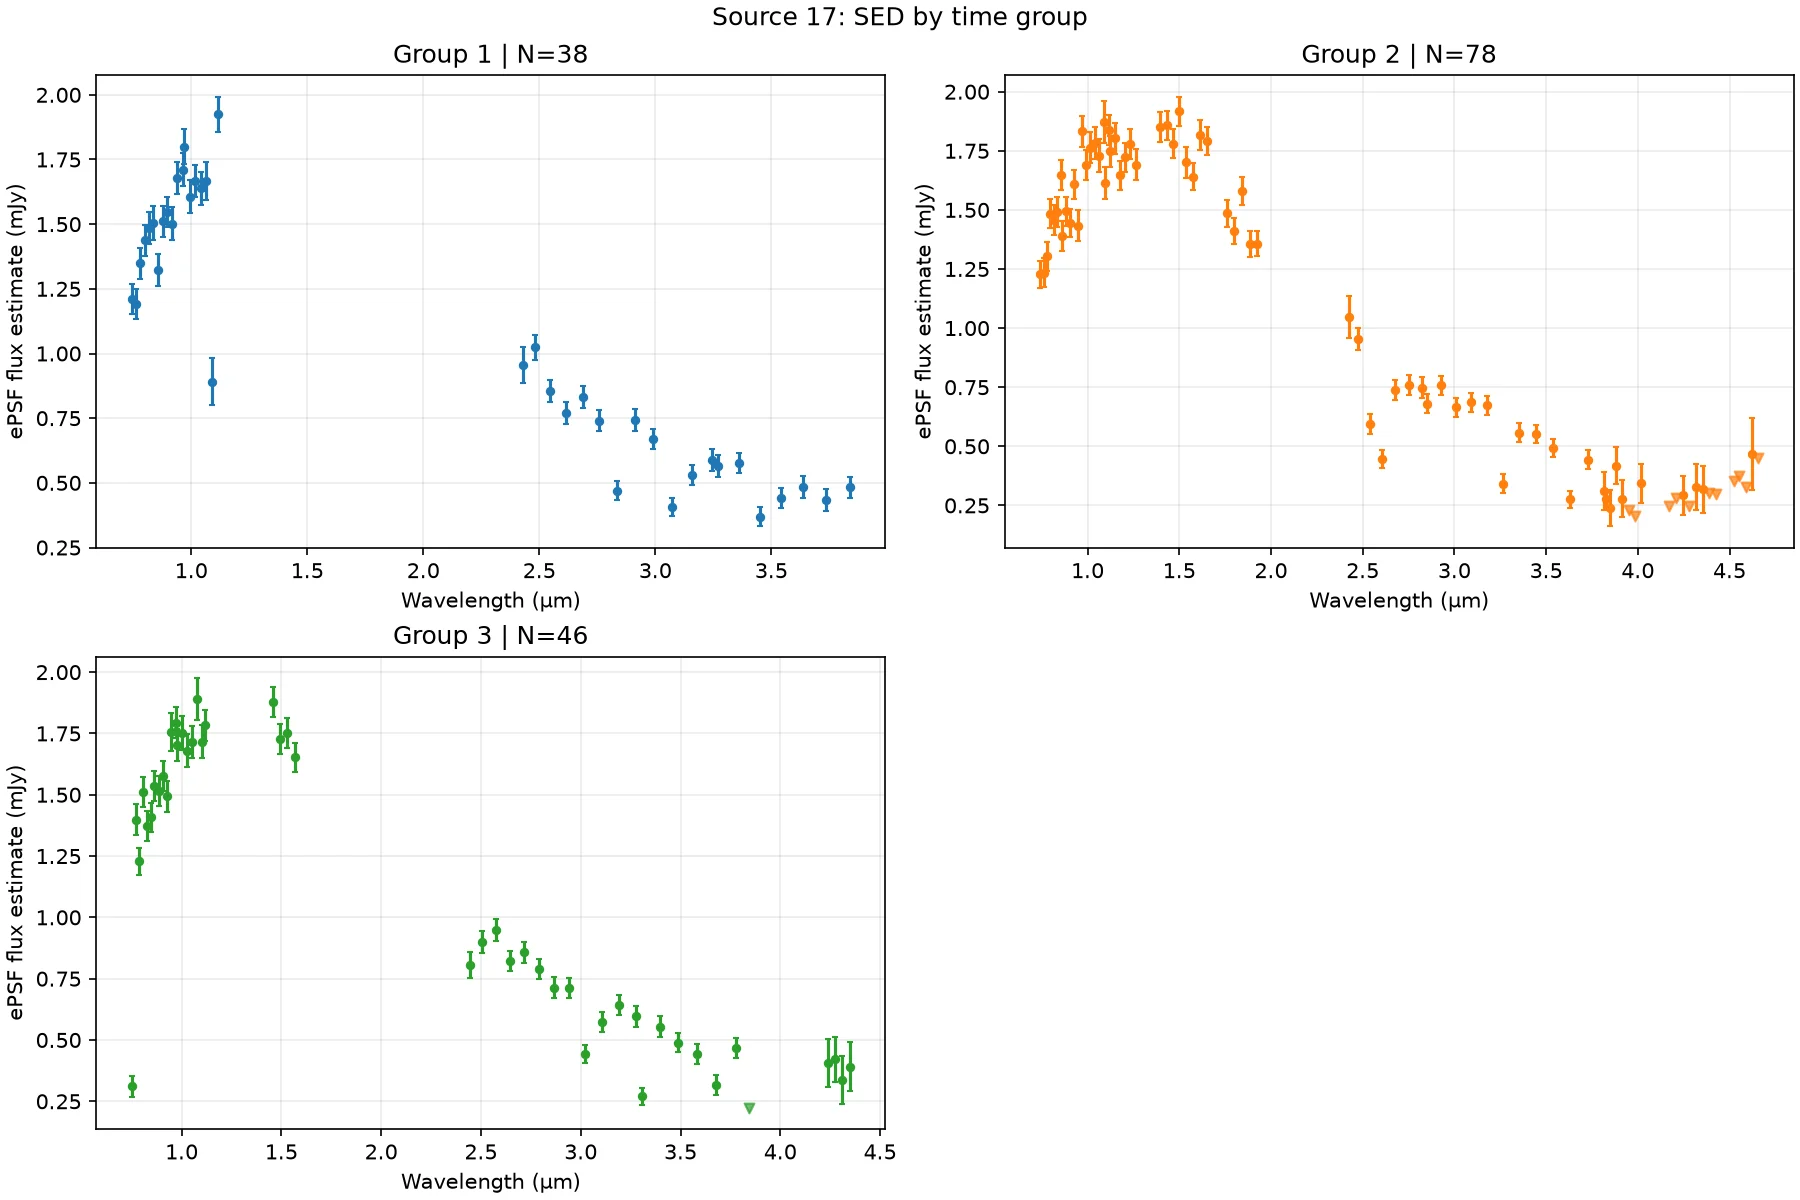 Source 17: SED by time group
Group 1 | N=38
ePSF flux estimate (mJy)
2.00
1.75
1.50
1.25
1.00
0.75
0.50
0.25
1.0 1.5 2.0 2.5 3.0 3.5
Wavelength (μm)
Group 2 | N=78
ePSF flux estimate (mJy)
2.00
1.75
1.50
1.25
1.00
0.75
0.50
0.25
1.0 1.5 2.0 2.5 3.0 3.5 4.0 4.5
Wavelength (μm)
Group 3 | N=46
ePSF flux estimate (mJy)
2.00
1.75
1.50
1.25
1.00
0.75
0.50
0.25
1.0 1.5 2.0 2.5 3.0 3.5 4.0 4.5
Wavelength (μm)